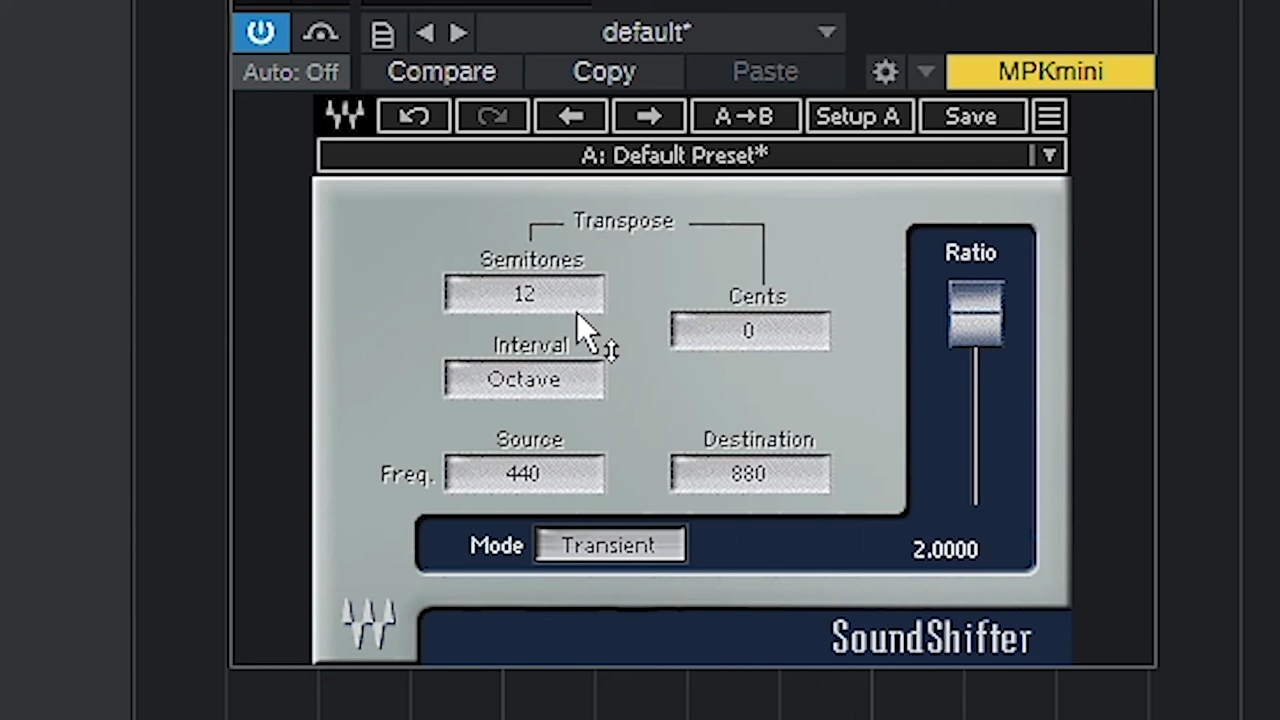 default*
Auto: Off Compare Copy Paste MPKmini
A→B Setup A Save
A: Default Preset*
Transpose
Semitones
12
Cents
0
Interval
Octave
Ratio
Source Destination
Freq. 440 880
Mode Transient 2.0000
SoundShifter